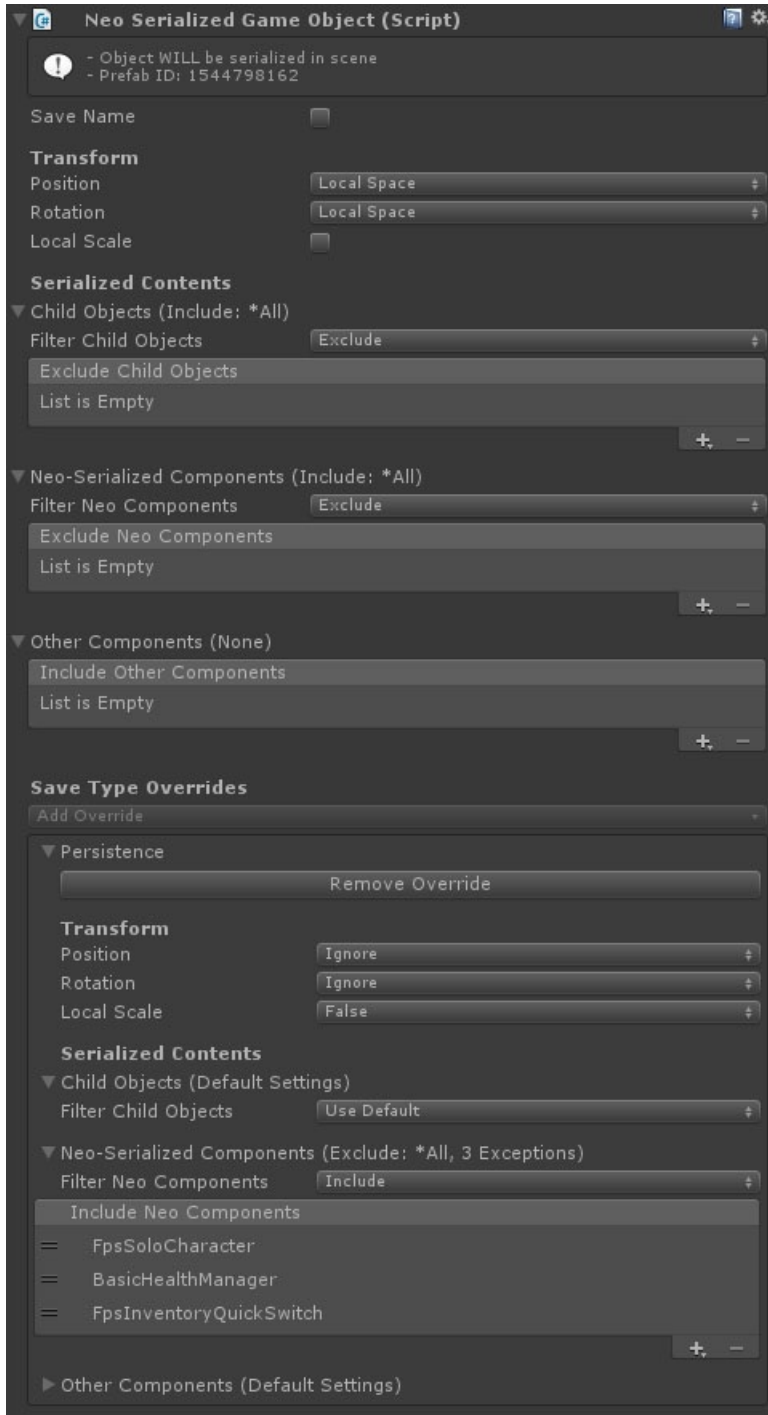 Neo Serialized Game Object (Script)
- Object WILL be serialized in scene
- Prefab ID: 1544798162
Save Name
Transform
Position Local Space
Rotation Local Space
Local Scale
Serialized Contents
Child Objects (Include: *All)
Filter Child Objects Exclude
Exclude Child Objects
List is Empty
Neo-Serialized Components (Include: *All)
Filter Neo Components Exclude
Exclude Neo Components
List is Empty
Other Components (None)
Include Other Components
List is Empty
Save Type Overrides
Add Override
Persistence
Remove Override
Transform
Position Ignore
Rotation Ignore
Local Scale False
Serialized Contents
Child Objects (Default Settings)
Filter Child Objects Use Default
Neo-Serialized Components (Exclude: *All, 3 Exceptions)
Filter Neo Components Include
Include Neo Components
FpsSoloCharacter
BasicHealthManager
FpsInventoryQuickSwitch
Other Components (Default Settings)